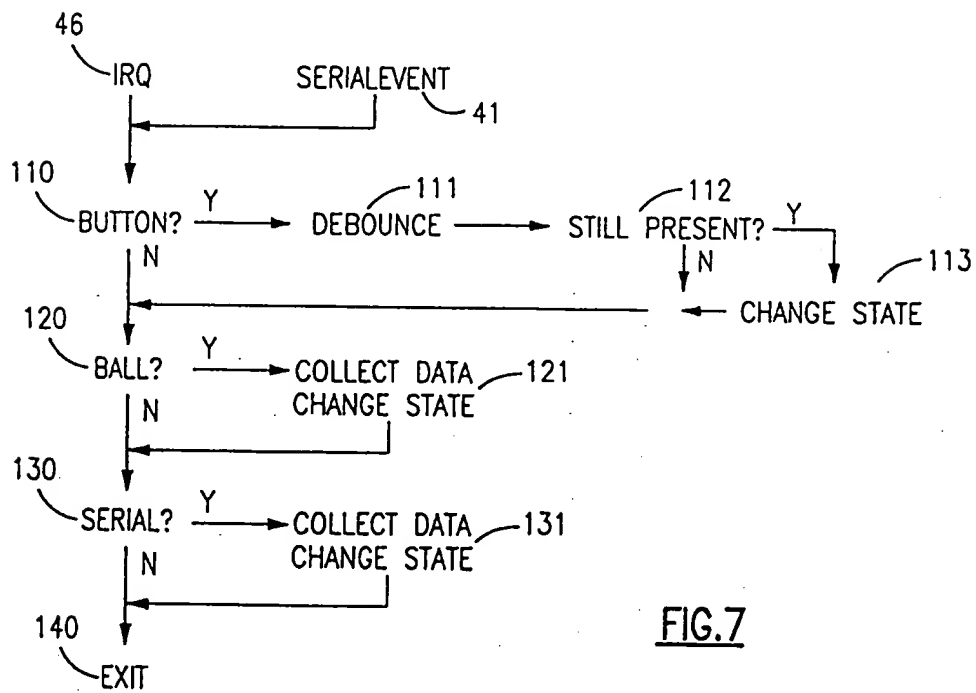 46
IRQ
SERIALEVENT
41
110
BUTTON?
Y
N
111
DEBOUNCE
112
STILL PRESENT?
Y
N
113
CHANGE STATE
120
BALL?
Y
N
COLLECT DATA
CHANGE STATE
121
130
SERIAL?
Y
N
COLLECT DATA
CHANGE STATE
131
140
EXIT
FIG.7